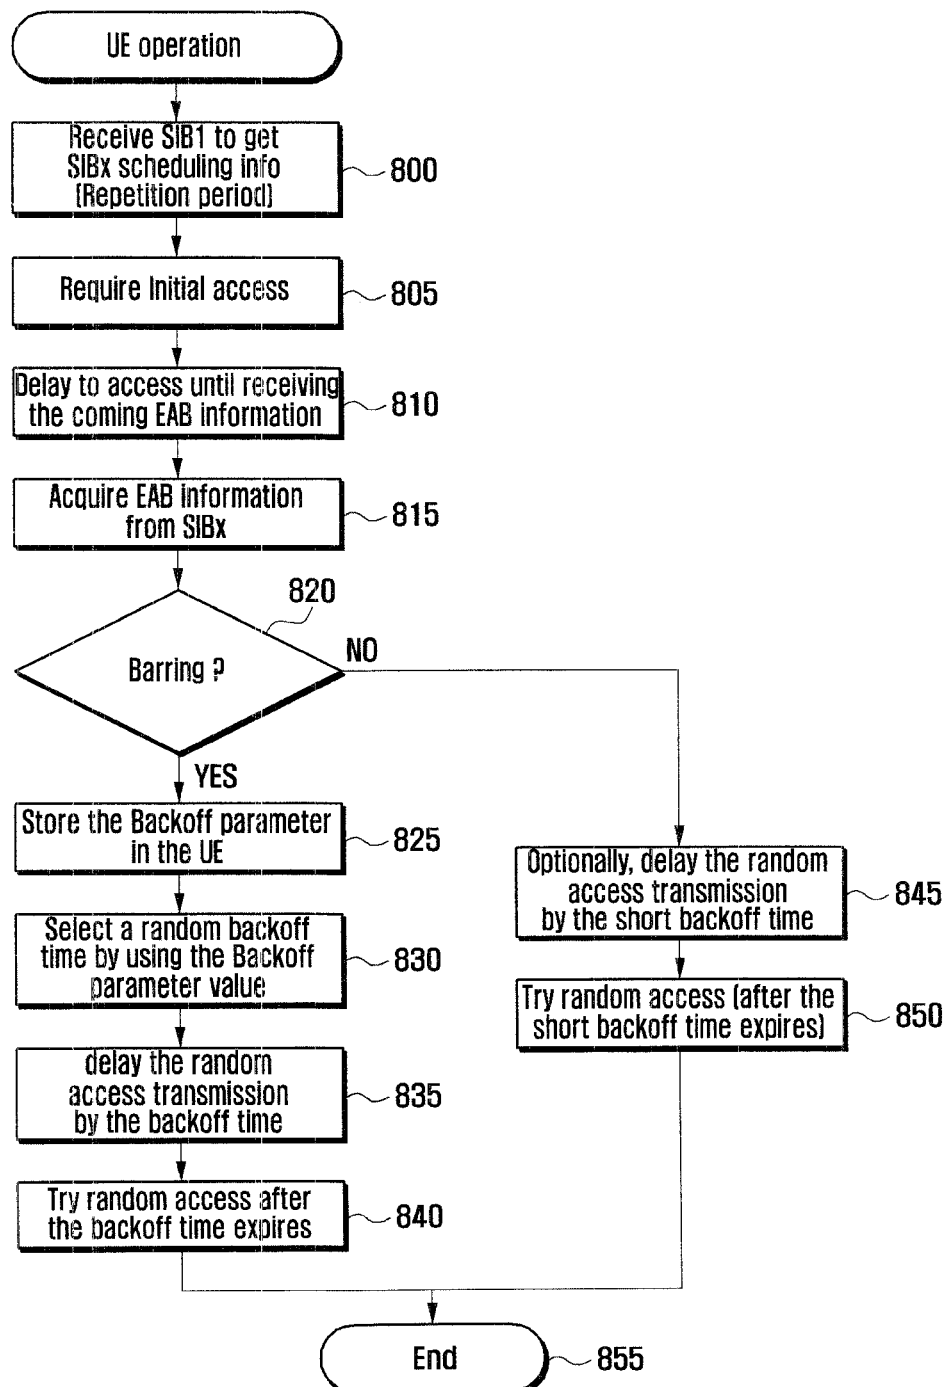 UE operation
Receive SIB1 to get
SIBx scheduling info
(Repetition period)
800
Require Initial access
805
Delay to access until receiving
the coming EAB information
810
Acquire EAB information
from SIBx
815
820
Barring ?
NO
YES
Store the Backoff parameter
in the UE
825
Select a random backoff
time by using the Backoff
parameter value
830
delay the random
access transmission
by the backoff time
835
Try random access after
the backoff time expires
840
Optionally, delay the random
access transmission
by the short backoff time
845
Try random access (after the
short backoff time expires)
850
End
855